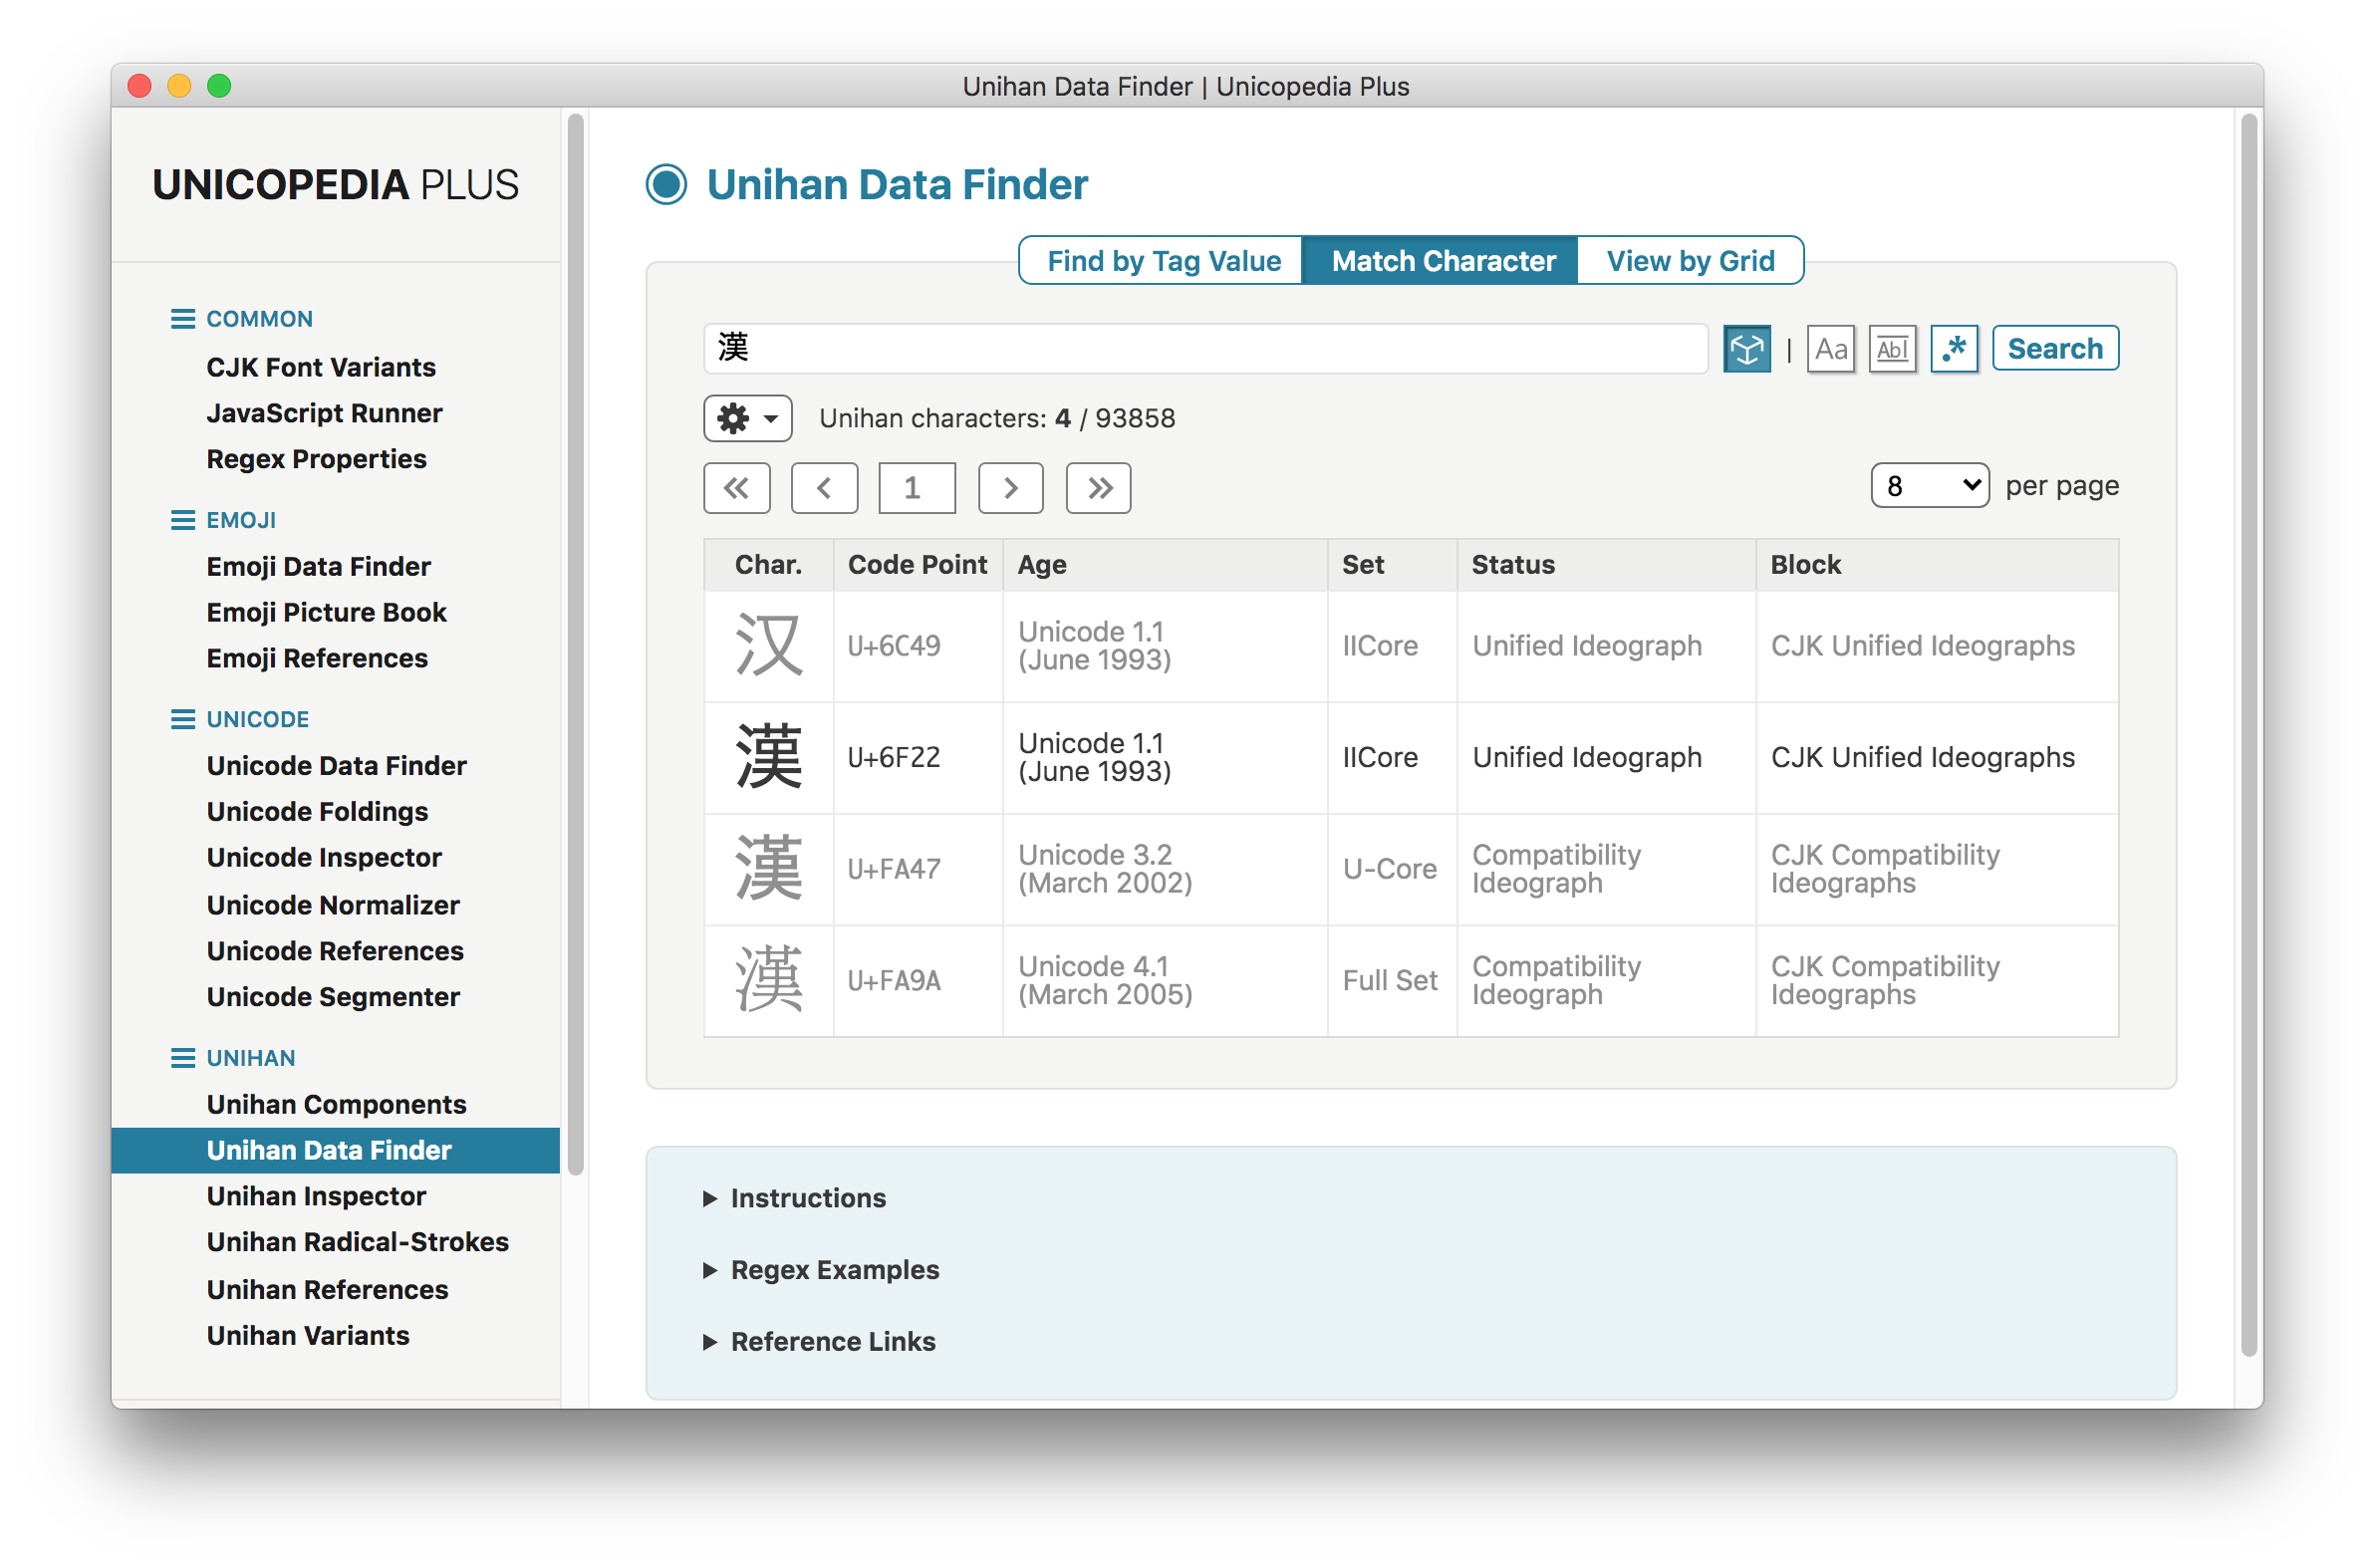 Unihan Data Finder | Unicopedia Plus
UNICOPEDIA PLUS
COMMON
CJK Font Variants
JavaScript Runner
Regex Properties
EMOJI
Emoji Data Finder
Emoji Picture Book
Emoji References
UNICODE
Unicode Data Finder
Unicode Foldings
Unicode Inspector
Unicode Normalizer
Unicode References
Unicode Segmenter
UNIHAN
Unihan Components
Unihan Data Finder
Unihan Inspector
Unihan Radical-Strokes
Unihan References
Unihan Variants
Unihan Data Finder
Find by Tag Value Match Character View by Grid
漢 | Aa Abl .* Search
Unihan characters: 4 / 93858
« ‹ 1 › » 8 per page
Char. Code Point Age Set Status Block
汉 U+6C49 Unicode 1.1 (June 1993) IICore Unified Ideograph CJK Unified Ideographs
漢 U+6F22 Unicode 1.1 (June 1993) IICore Unified Ideograph CJK Unified Ideographs
漢 U+FA47 Unicode 3.2 (March 2002) U-Core Compatibility Ideograph CJK Compatibility Ideographs
漢 U+FA9A Unicode 4.1 (March 2005) Full Set Compatibility Ideograph CJK Compatibility Ideographs
Instructions
Regex Examples
Reference Links